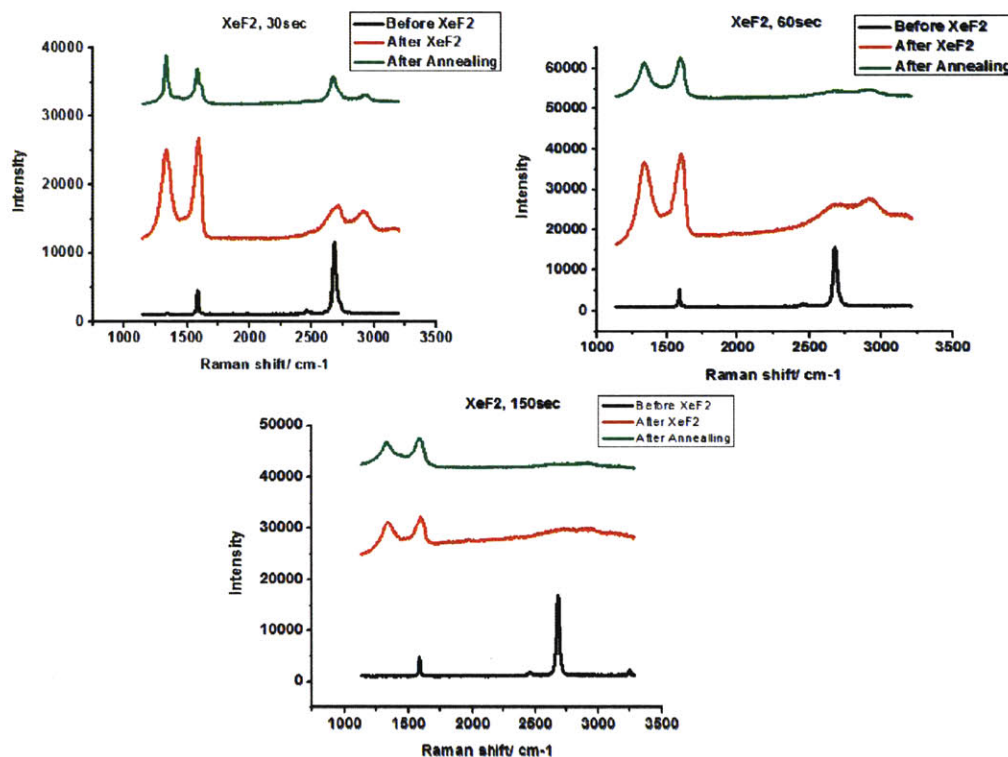 XeF2, 30sec
Before XeF2
After XeF2
After Annealing
40000
30000
20000
10000
0
Intensity
1000 1500 2000 2500 3000 3500
Raman shift/ cm-1
XeF2, 60sec
Before XeF2
After XeF2
After Annealing
60000
50000
40000
30000
20000
10000
0
Intensity
1000 1500 2000 2500 3000 3500
Raman shift/ cm-1
XeF2, 150sec
Before XeF2
After XeF2
After Annealing
50000
40000
30000
20000
10000
0
Intensity
1000 1500 2000 2500 3000 3500
Raman shift/ cm-1